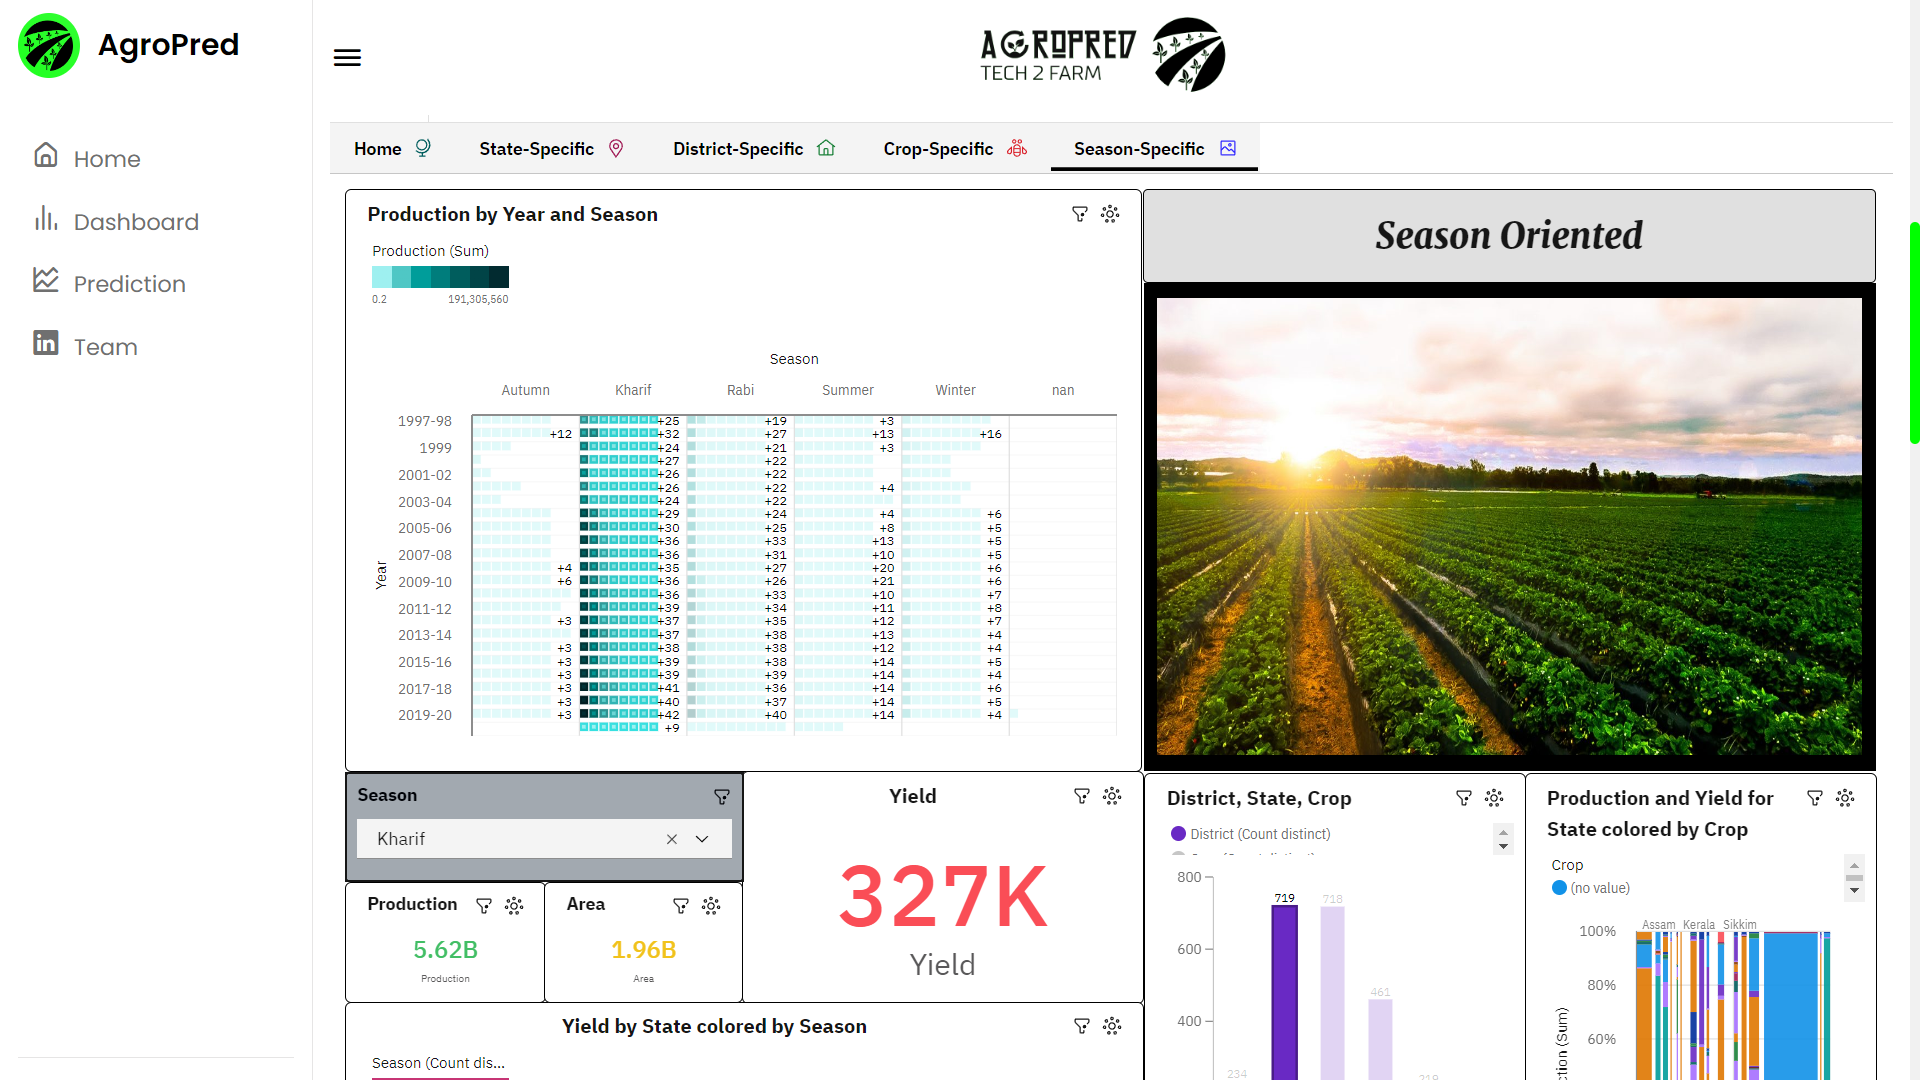 AgroPred
AGROPRED
TECH 2 FARM
Home
Dashboard
Prediction
Team
Home
State-Specific
District-Specific
Crop-Specific
Season-Specific
Production by Year and Season
Production (Sum)
0.2
191,305,560
Season
Autumn Kharif Rabi Summer Winter nan
Year
1997-98 +25 +19 +3
+12 +32 +27 +13 +16
1999 +24 +21 +3
+27 +22
2001-02 +26 +22
+26 +22 +4
2003-04 +24 +22
+29 +24 +4 +6
2005-06 +30 +25 +8 +5
+36 +33 +13 +5
2007-08 +36 +31 +10 +5
+4 +35 +27 +20 +6
2009-10 +6 +36 +26 +21 +6
+36 +33 +10 +7
2011-12 +39 +34 +11 +8
+3 +37 +35 +12 +7
2013-14 +37 +38 +13 +4
+3 +38 +38 +12 +4
2015-16 +3 +39 +38 +14 +5
+3 +39 +39 +14 +4
2017-18 +3 +41 +36 +14 +6
+3 +40 +37 +14 +5
2019-20 +3 +42 +40 +14 +4
+9
Season Oriented
Season
Kharif
Production
5.62B
Production
Area
1.96B
Area
Yield
327K
Yield
Yield by State colored by Season
Season (Count dis...
District, State, Crop
District (Count distinct)
800
719
718
600
461
400
234
219
Production and Yield for
State colored by Crop
Crop
(no value)
Assam Kerala Sikkim
100%
80%
60%
(Sum)